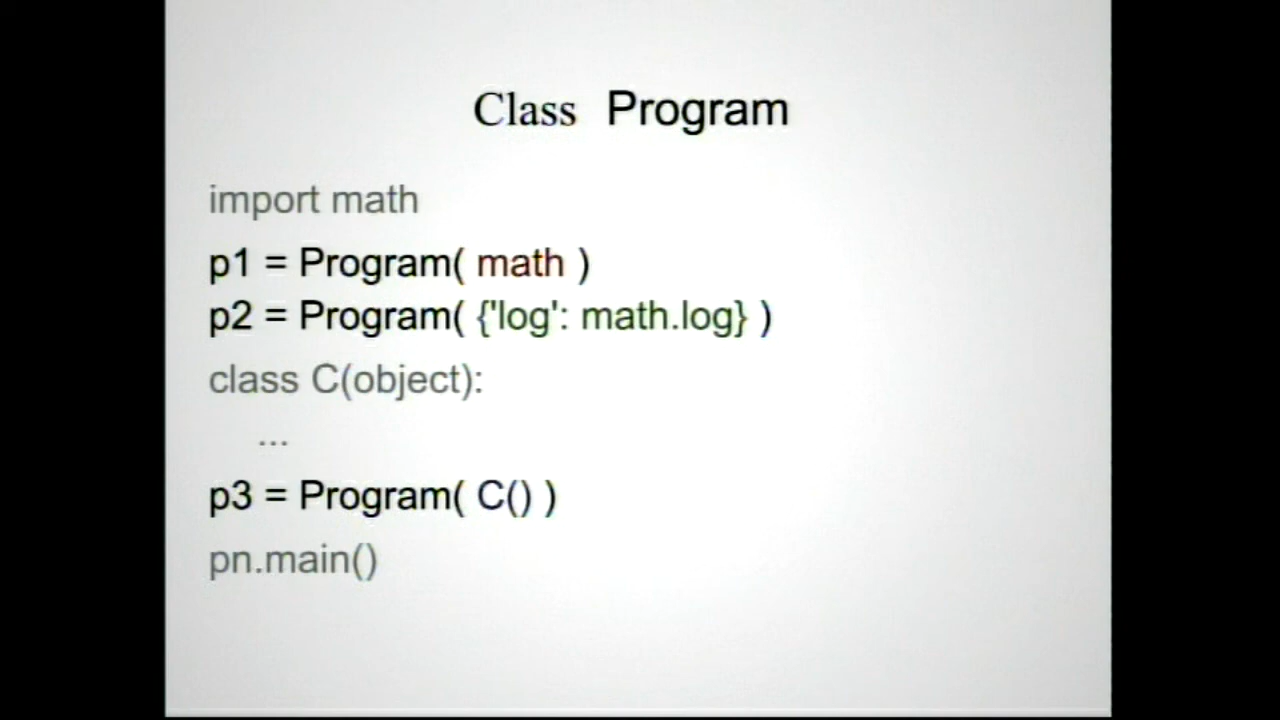 Class Program
import math
p1 = Program( math )
p2 = Program( {'log': math.log} )
class C(object):
...
p3 = Program( C() )
pn.main()